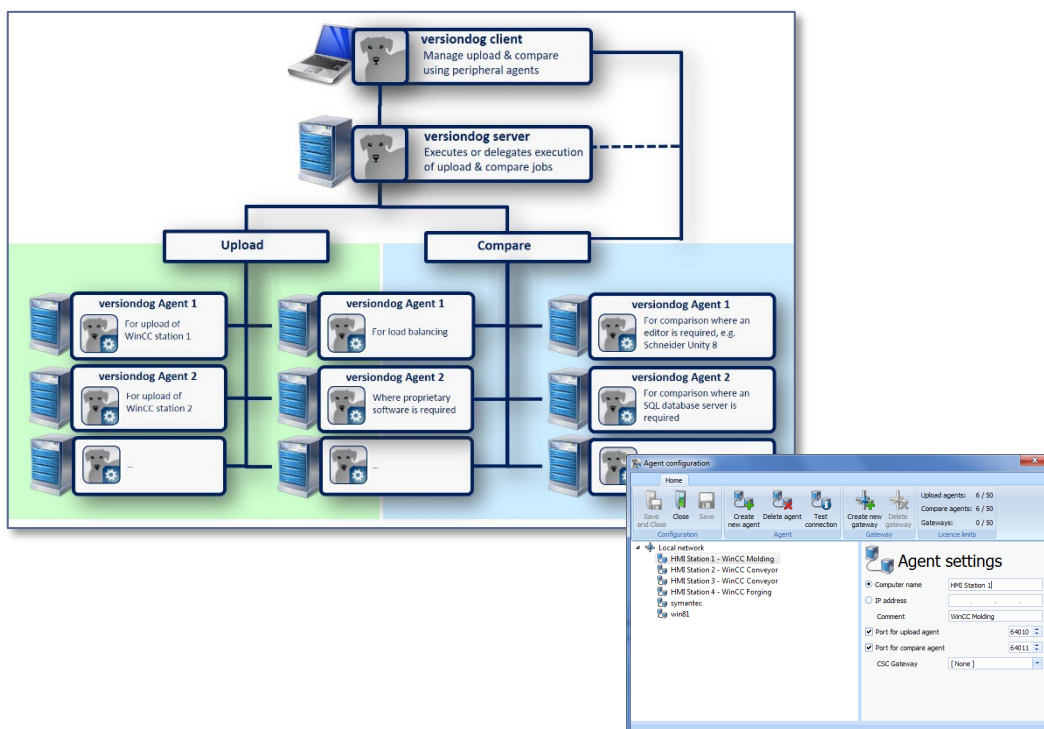 versiondog client
Manage upload & compare
using peripheral agents
versiondog server
Executes or delegates execution
of upload & compare jobs
Upload
Compare
versiondog Agent 1
For upload of
WinCC station 1
versiondog Agent 1
For load balancing
versiondog Agent 1
For comparison where an
editor is required, e.g.
Schneider Unity 8
versiondog Agent 2
For upload of
WinCC station 2
versiondog Agent 2
Where proprietary
software is required
versiondog Agent 2
For comparison where an
SQL database server is
required
...
...
Agent configuration
Home
Save
and Close
Close
Save
Configuration
Create
new agent
Delete agent
Test
connection
Agent
Create new
gateway
Delete
gateway
Gateway
Upload agents: 6 / 50
Compare agents: 6 / 50
Gateways: 0 / 50
Licence limits
Local network
HMI Station 1 - WinCC Molding
HMI Station 2 - WinCC Conveyor
HMI Station 3 - WinCC Conveyor
HMI Station 4 - WinCC Forging
symantec
win81
Agent settings
Computer name HMI Station 1
IP address . . .
Comment WinCC Molding
Port for upload agent 64010
Port for compare agent 64011
CSC Gateway [ None ]